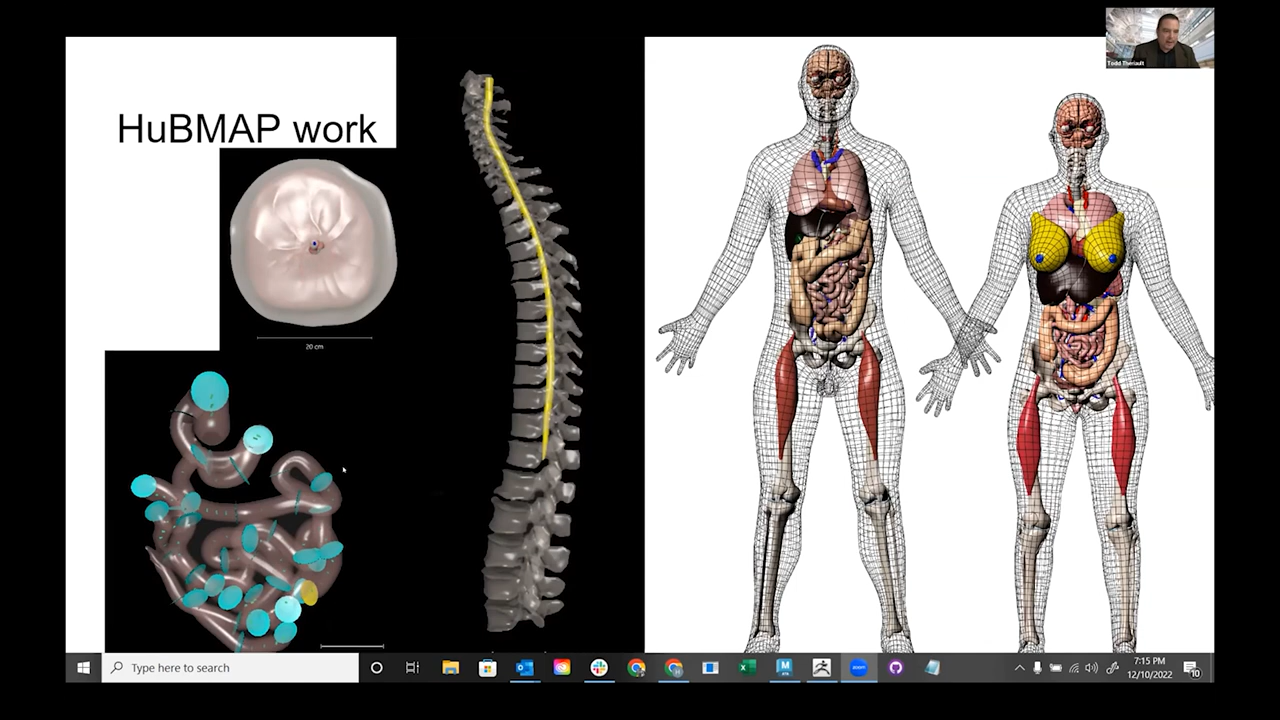 Todd Theriault
HuBMAP work
20 cm
Type here to search
7:15 PM
12/10/2022
10